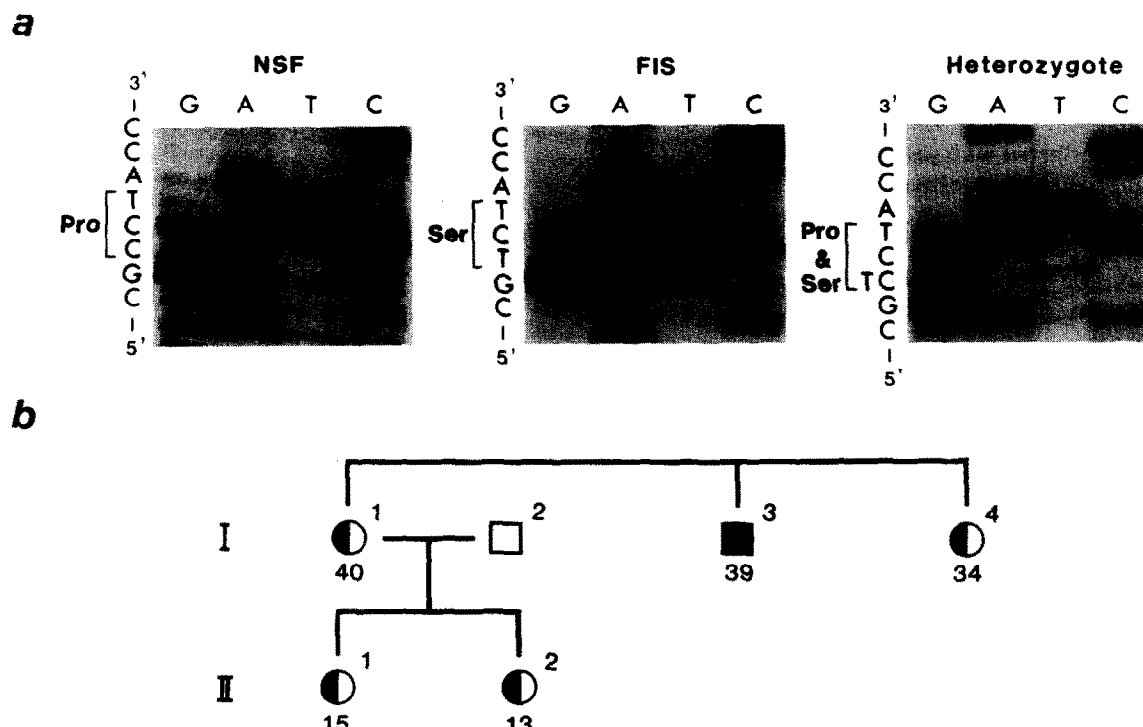 a
NSF
3'
G A T C
C
C
A
T
C
C
G
C
5'
Pro
FIS
3'
G A T C
C
C
A
T
C
T
G
C
5'
Ser
Heterozygote
3'
G A T C
C
C
A
T
C
T C
G
C
5'
Pro
&
Ser
b
I
1
40
2
3
39
4
34
II
1
15
2
13